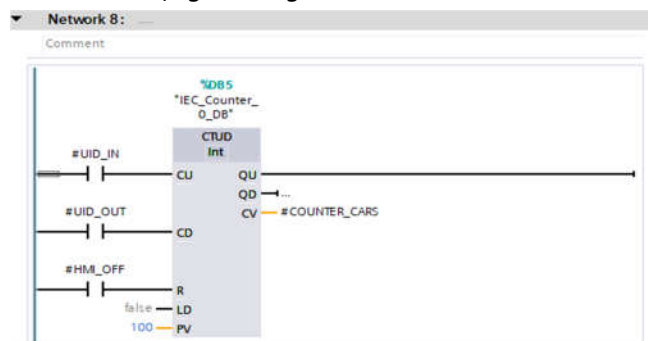 Network 8: ....
Comment
%DB5
"IEC_Counter_
0_DB"
CTUD
Int
#UID_IN
CU QU
QD ...
#UID_OUT
CV #COUNTER_CARS
CD
#HMI_OFF
R
false LD
100 PV